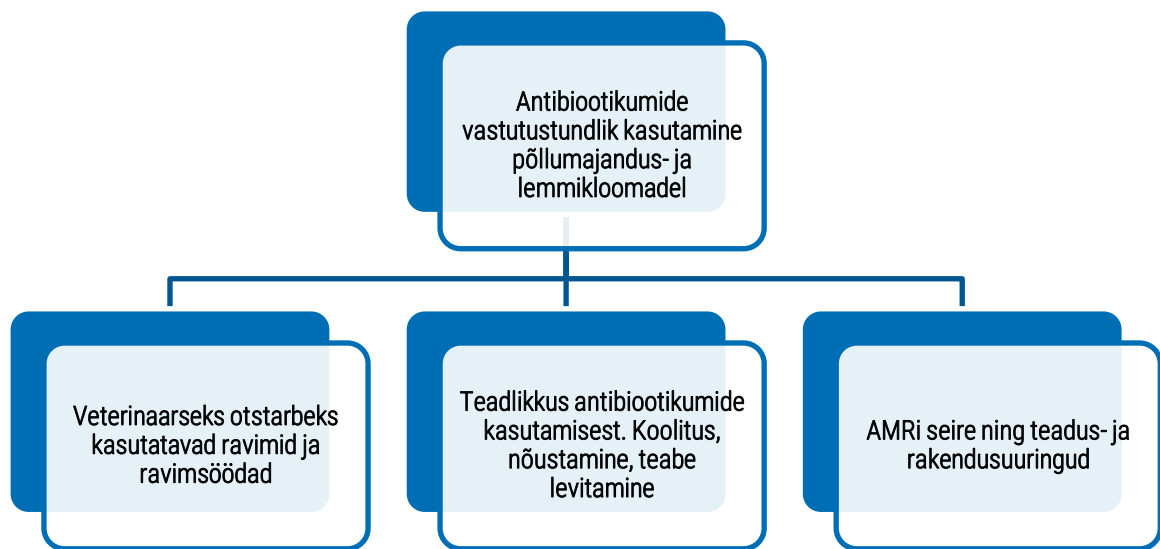 Antibiootikumide
vastutustundlik kasutamine
põllumajandus- ja
lemmikloomadel
Veterinaarseks otstarbeks
kasutatavad ravimid ja
ravimsöödad
Teadlikkus antibiootikumide
kasutamisest. Koolitus,
nõustamine, teabe
levitamine
AMRi seire ning teadus- ja
rakendusuuringud